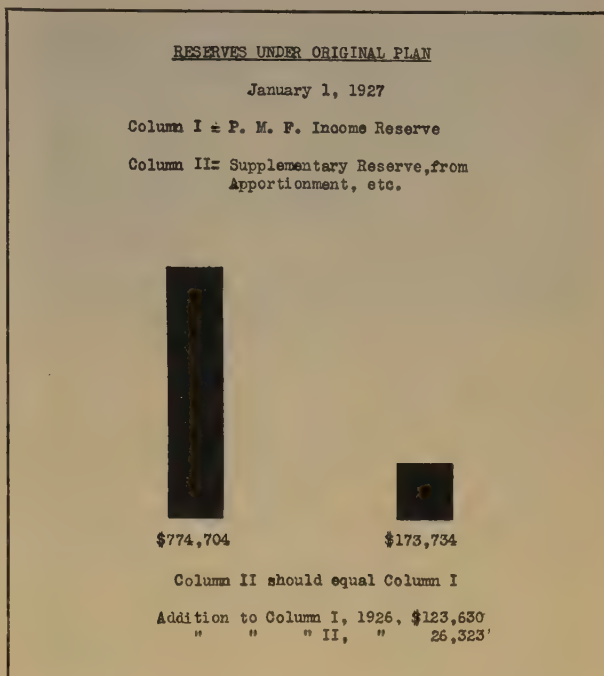 RESERVES UNDER ORIGINAL PLAN
January 1, 1927
Column I = P. M. F. Income Reserve
Column II= Supplementary Reserve,from
Apportionment, etc.
$774,704 $173,734
Column II should equal Column I
Addition to Column I, 1926, $123,630
" " " II, " 26,323